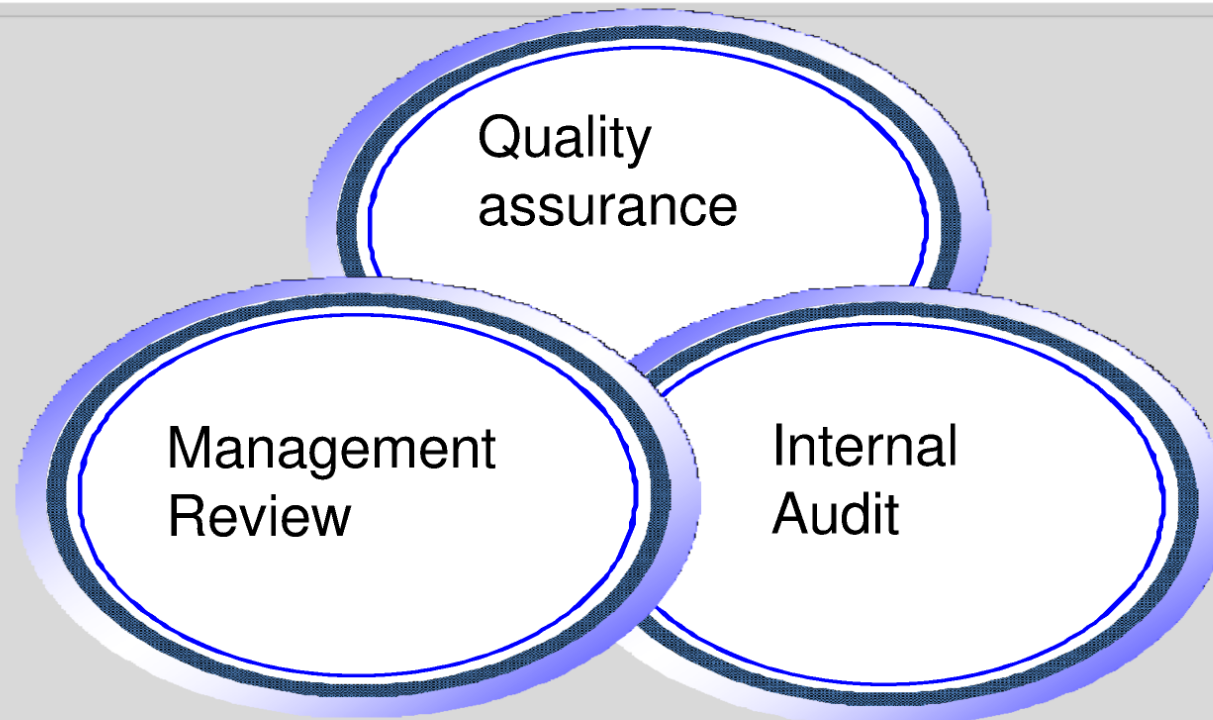 Quality
assurance
Management
Review
Internal
Audit